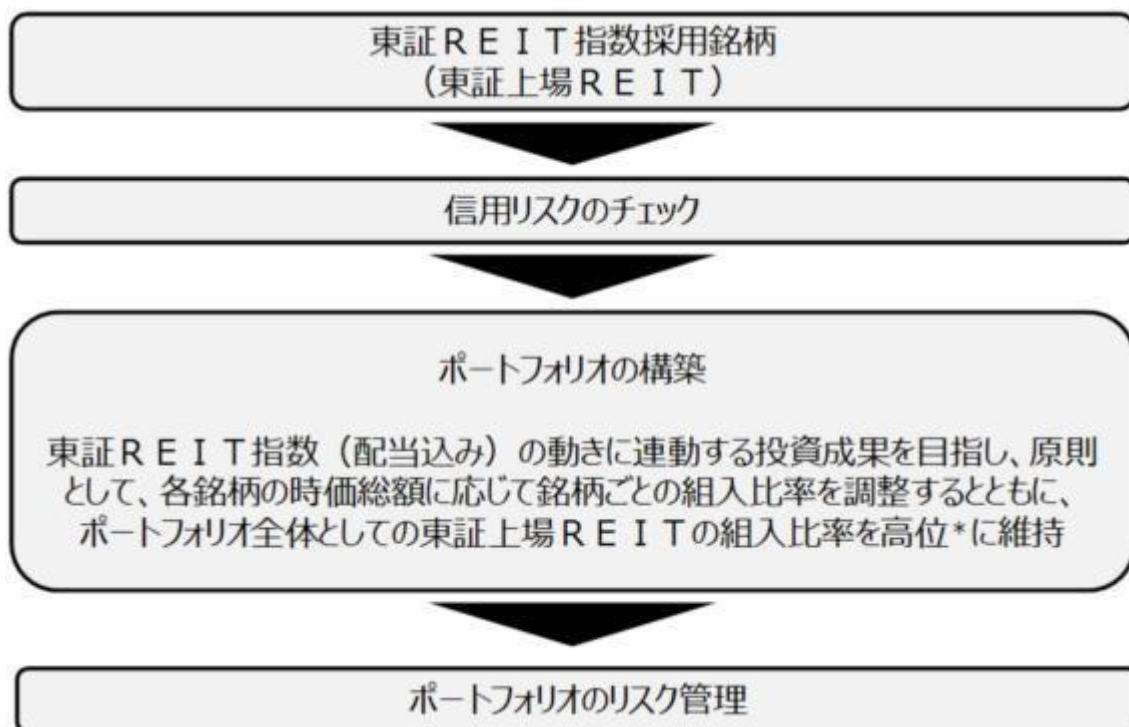 東証ＲＥＩＴ指数採用銘柄
（東証上場ＲＥＩＴ）
信用リスクのチェック
ポートフォリオの構築
東証ＲＥＩＴ指数（配当込み）の動きに連動する投資成果を目指し、原則
として、各銘柄の時価総額に応じて銘柄ごとの組入比率を調整するとともに、
ポートフォリオ全体としての東証上場ＲＥＩＴの組入比率を高位*に維持
ポートフォリオのリスク管理